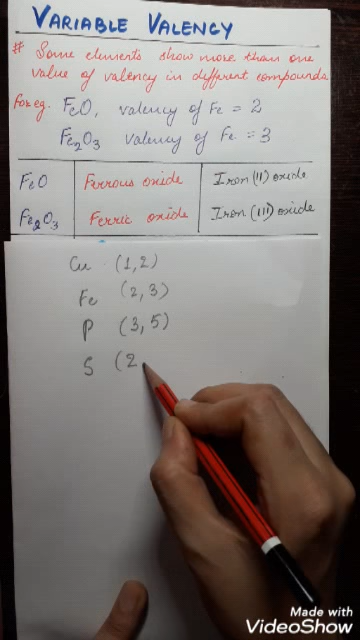 VARIABLE VALENCY
# Some elements show more than one
value of valency in different compounds.
For eg. FeO, valency of Fe = 2
Fe₂O₃ valency of Fe = 3
FeO Ferrous oxide Iron (II) oxide
Fe₂O₃ Ferric oxide Iron (III) oxide
Cu (1,2)
Fe (2,3)
P (3,5)
S (2,
Made with
VideoShow